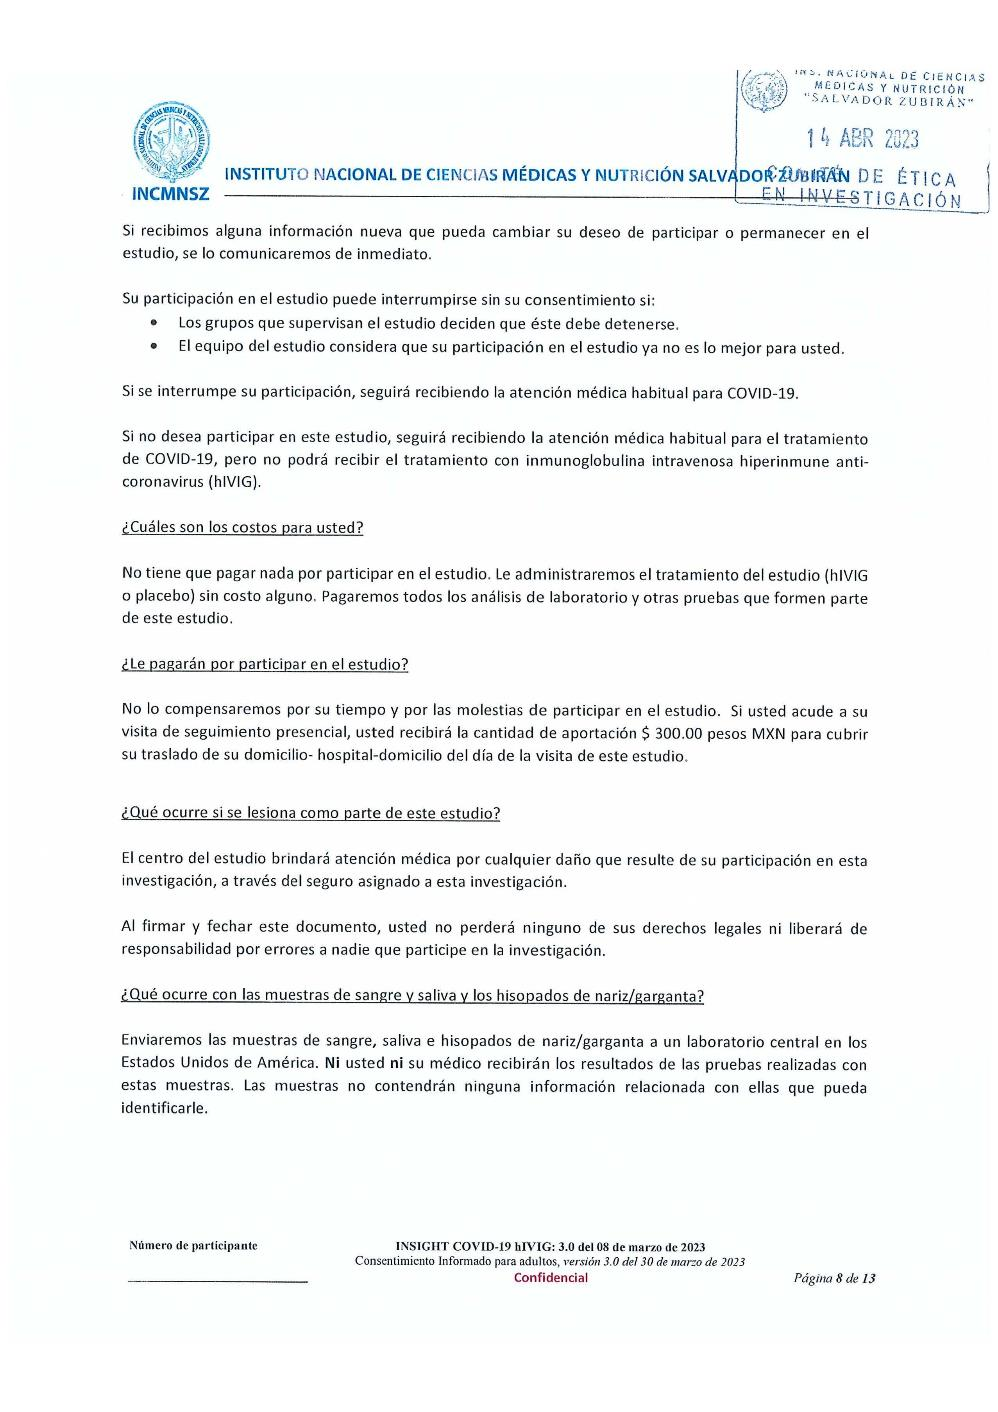 INS. NACIONAL DE CIENCIAS
MEDICAS Y NUTRICIÓN
"SALVADOR ZUBIRÁN"
14 ABR 2023
DE ÉTICA
EN INVESTIGACIÓN
INCMNSZ
INSTITUTO NACIONAL DE CIENCIAS MÉDICAS Y NUTRICIÓN SALVADOR ZUBIRÁN
Si recibimos alguna información nueva que pueda cambiar su deseo de participar o permanecer en el
estudio, se lo comunicaremos de inmediato.
Su participación en el estudio puede interrumpirse sin su consentimiento si:
• Los grupos que supervisan el estudio deciden que éste debe detenerse.
• El equipo del estudio considera que su participación en el estudio ya no es lo mejor para usted.
Si se interrumpe su participación, seguirá recibiendo la atención médica habitual para COVID-19.
Si no desea participar en este estudio, seguirá recibiendo la atención médica habitual para el tratamiento
de COVID-19, pero no podrá recibir el tratamiento con inmunoglobulina intravenosa hiperinmune anti-
coronavirus (hIVIG).
¿Cuáles son los costos para usted?
No tiene que pagar nada por participar en el estudio. Le administraremos el tratamiento del estudio (hIVIG
o placebo) sin costo alguno. Pagaremos todos los análisis de laboratorio y otras pruebas que formen parte
de este estudio.
¿Le pagarán por participar en el estudio?
No lo compensaremos por su tiempo y por las molestias de participar en el estudio. Si usted acude a su
visita de seguimiento presencial, usted recibirá la cantidad de aportación $ 300.00 pesos MXN para cubrir
su traslado de su domicilio- hospital-domicilio del día de la visita de este estudio.
¿Qué ocurre si se lesiona como parte de este estudio?
El centro del estudio brindará atención médica por cualquier daño que resulte de su participación en esta
investigación, a través del seguro asignado a esta investigación.
Al firmar y fechar este documento, usted no perderá ninguno de sus derechos legales ni liberará de
responsabilidad por errores a nadie que participe en la investigación.
¿Qué ocurre con las muestras de sangre y saliva y los hisopados de nariz/garganta?
Enviaremos las muestras de sangre, saliva e hisopados de nariz/garganta a un laboratorio central en los
Estados Unidos de América. Ni usted ni su médico recibirán los resultados de las pruebas realizadas con
estas muestras. Las muestras no contendrán ninguna información relacionada con ellas que pueda
identificarle.
Número de participante
INSIGHT COVID-19 hIVIG: 3.0 del 08 de marzo de 2023
Consentimiento Informado para adultos, versión 3.0 del 30 de marzo de 2023
Confidencial
Página 8 de 13